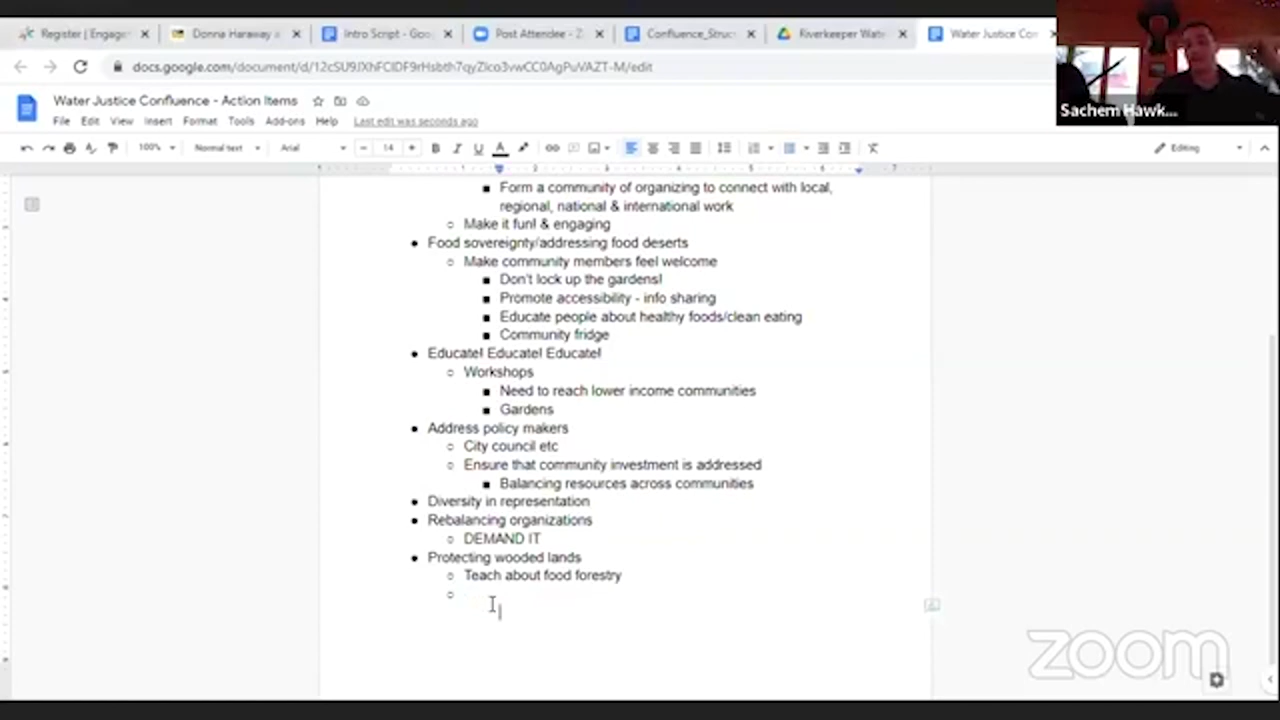 Register | Engage
Donna Haraway a
Intro Script - Goo
Post Attendee - Z
Confluence_Struc
Riverkeeper Wate
Water Justice Con
docs.google.com/document/d/
/edit
Sachem Hawk...
Water Justice Confluence - Action Items
File Edit View Insert Format Tools Add-ons Help Last edit was seconds ago
100% Normal text Arial 14 B I U A Editing
▪ Form a community of organizing to connect with local,
regional, national & international work
○ Make it fun! & engaging
● Food sovereignty/addressing food deserts
○ Make community members feel welcome
▪ Don't lock up the gardens!
▪ Promote accessibility - info sharing
▪ Educate people about healthy foods/clean eating
▪ Community fridge
● Educate! Educate! Educate!
○ Workshops
▪ Need to reach lower income communities
▪ Gardens
● Address policy makers
○ City council etc
○ Ensure that community investment is addressed
▪ Balancing resources across communities
● Diversity in representation
● Rebalancing organizations
○ DEMAND IT
● Protecting wooded lands
○ Teach about food forestry
○
zoom